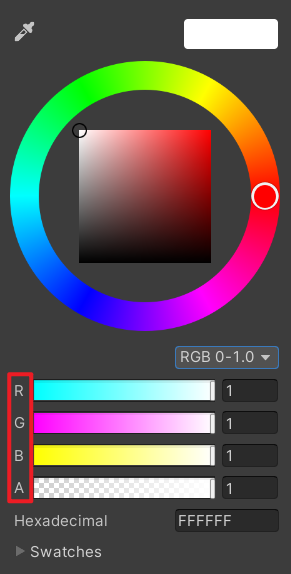 RGB 0-1.0
R 1
G 1
B 1
A 1
Hexadecimal FFFFFF
Swatches